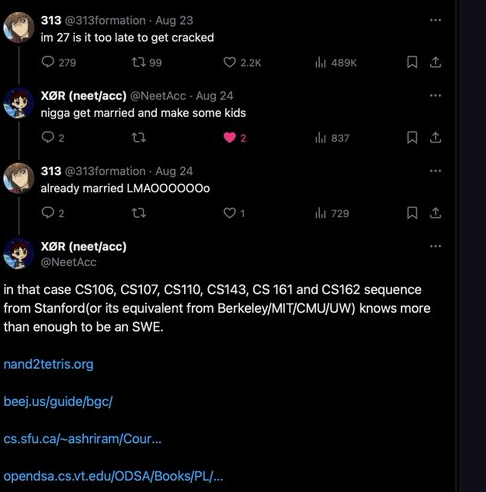 313 @313formation · Aug 23
im 27 is it too late to get cracked
279 99 2.2K 489K
XØR (neet/acc) @NeetAcc · Aug 24
nigga get married and make some kids
2 2 837
313 @313formation · Aug 24
already married LMAOOOOOOo
2 1 729
XØR (neet/acc)
@NeetAcc
in that case CS106, CS107, CS110, CS143, CS 161 and CS162 sequence
from Stanford(or its equivalent from Berkeley/MIT/CMU/UW) knows more
than enough to be an SWE.
nand2tetris.org
beej.us/guide/bgc/
cs.sfu.ca/~ashriram/Cour...
opendsa.cs.vt.edu/ODSA/Books/PL/...